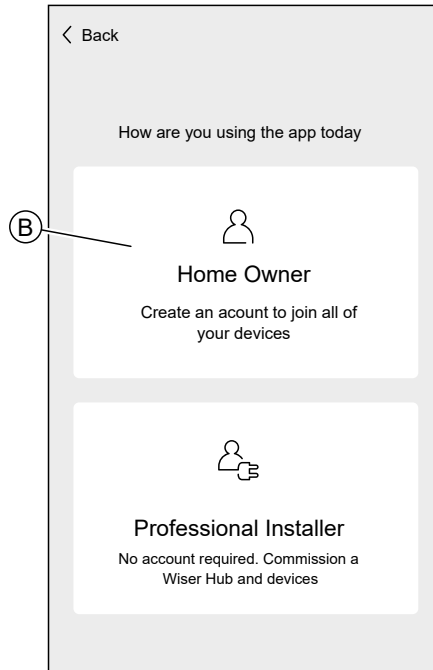 Back
How are you using the app today
B
Home Owner
Create an acount to join all of
your devices
Professional Installer
No account required. Commission a
Wiser Hub and devices